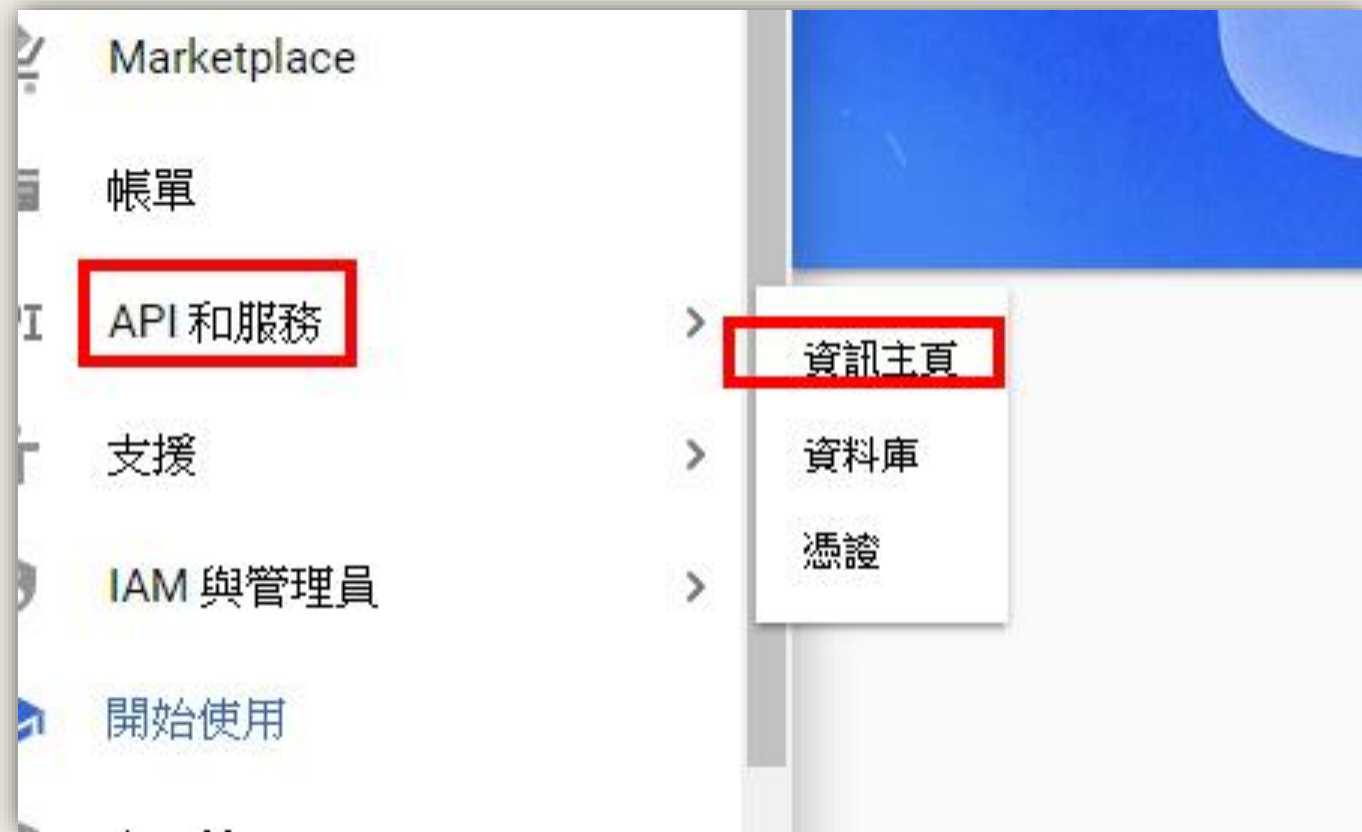 Marketplace
帳單
API 和服務
資訊主頁
支援
資料庫
憑證
IAM 與管理員
開始使用